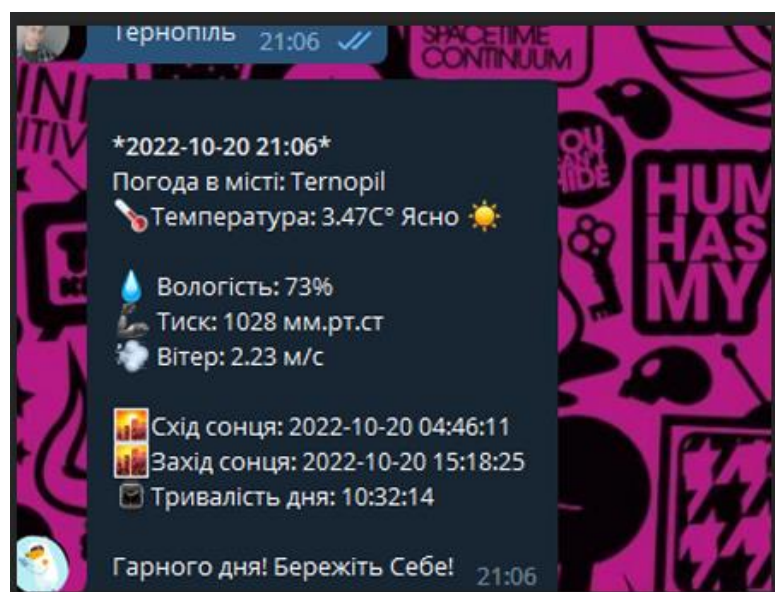 Тернопіль 21:06
SPACETIME
CONTINUUM
*2022-10-20 21:06*
Погода в місті: Ternopil
Температура: 3.47C° Ясно
Вологість: 73%
Тиск: 1028 мм.рт.ст
Вітер: 2.23 м/с
Схід сонця: 2022-10-20 04:46:11
Захід сонця: 2022-10-20 15:18:25
Тривалість дня: 10:32:14
Гарного дня! Бережіть Себе! 21:06
YOU
HIDE
HUM
HAS
MY